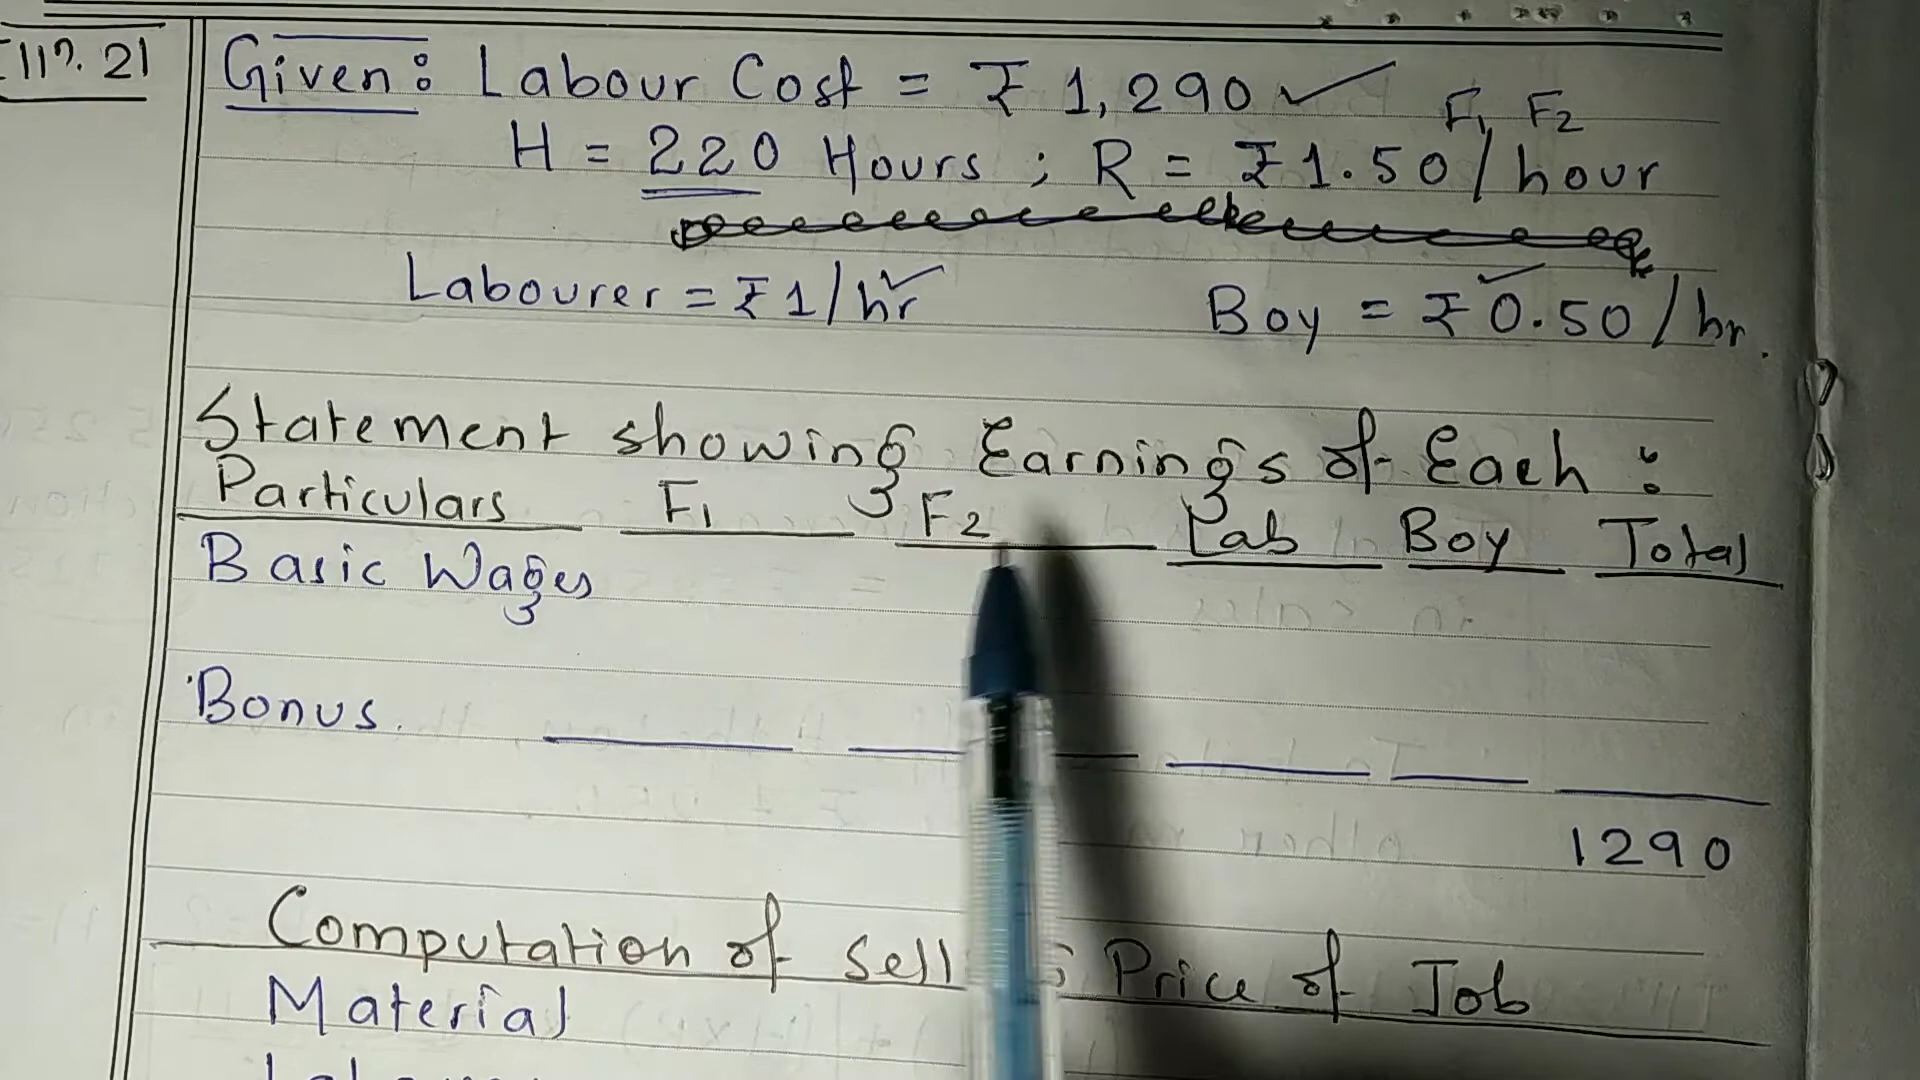 Ill?. 21
Given: Labour Cost = ₹ 1,290 ✓
F1, F2
H = 220 Hours ; R = ₹1.50/hour
Labourer = ₹1/hr ✓ Boy = ₹0.50/hr.
Statement showing Earnings of Each :
Particulars F1 F2 Lab Boy Total
Basic Wages
Bonus.
1290
Computation of Sell Price of Job
Material